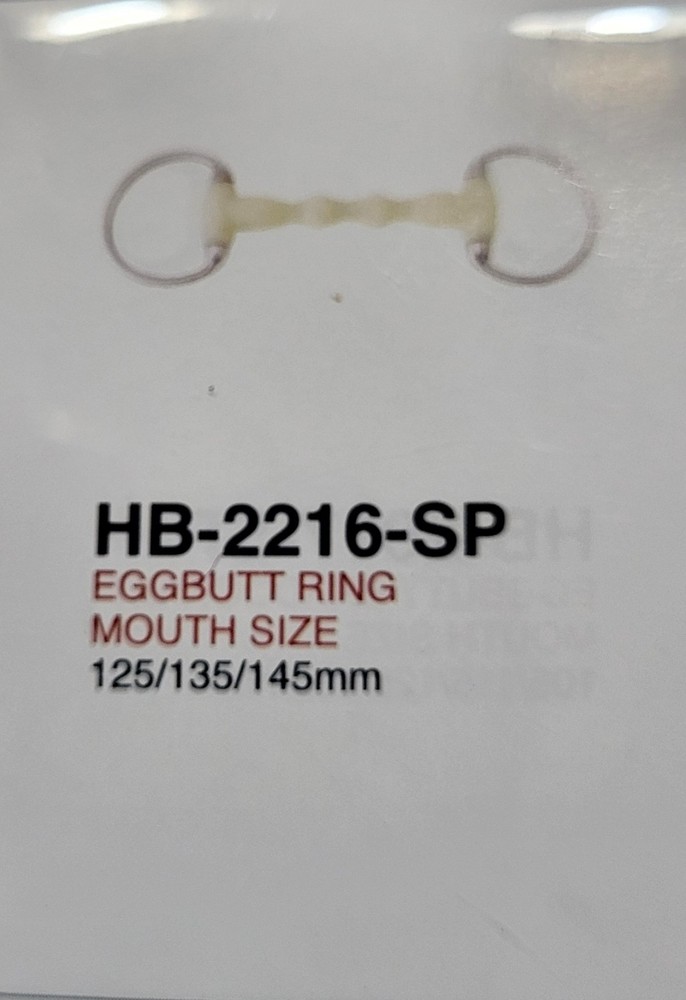 HB-2216-SP
EGGBUTT RING
MOUTH SIZE
125/135/145mm